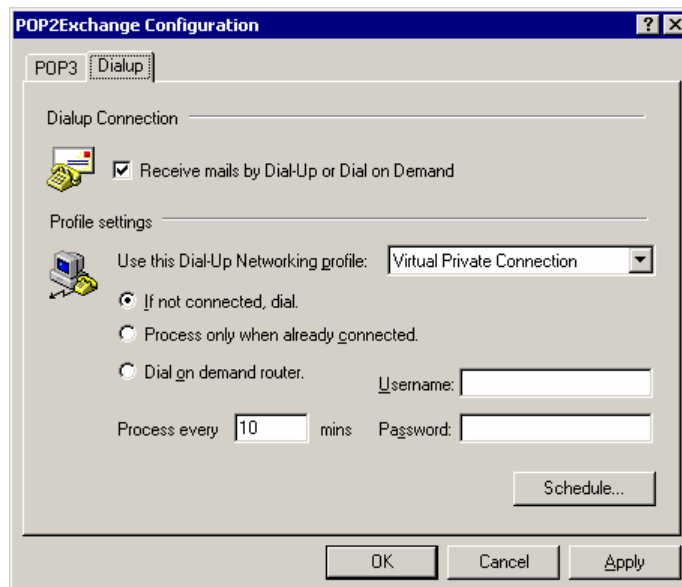 POP2Exchange Configuration
POP3
Dialup
Dialup Connection
Receive mails by Dial-Up or Dial on Demand
Profile settings
Use this Dial-Up Networking profile: Virtual Private Connection
If not connected, dial.
Process only when already connected.
Dial on demand router.
Username:
Process every 10 mins
Password:
Schedule...
OK Cancel Apply